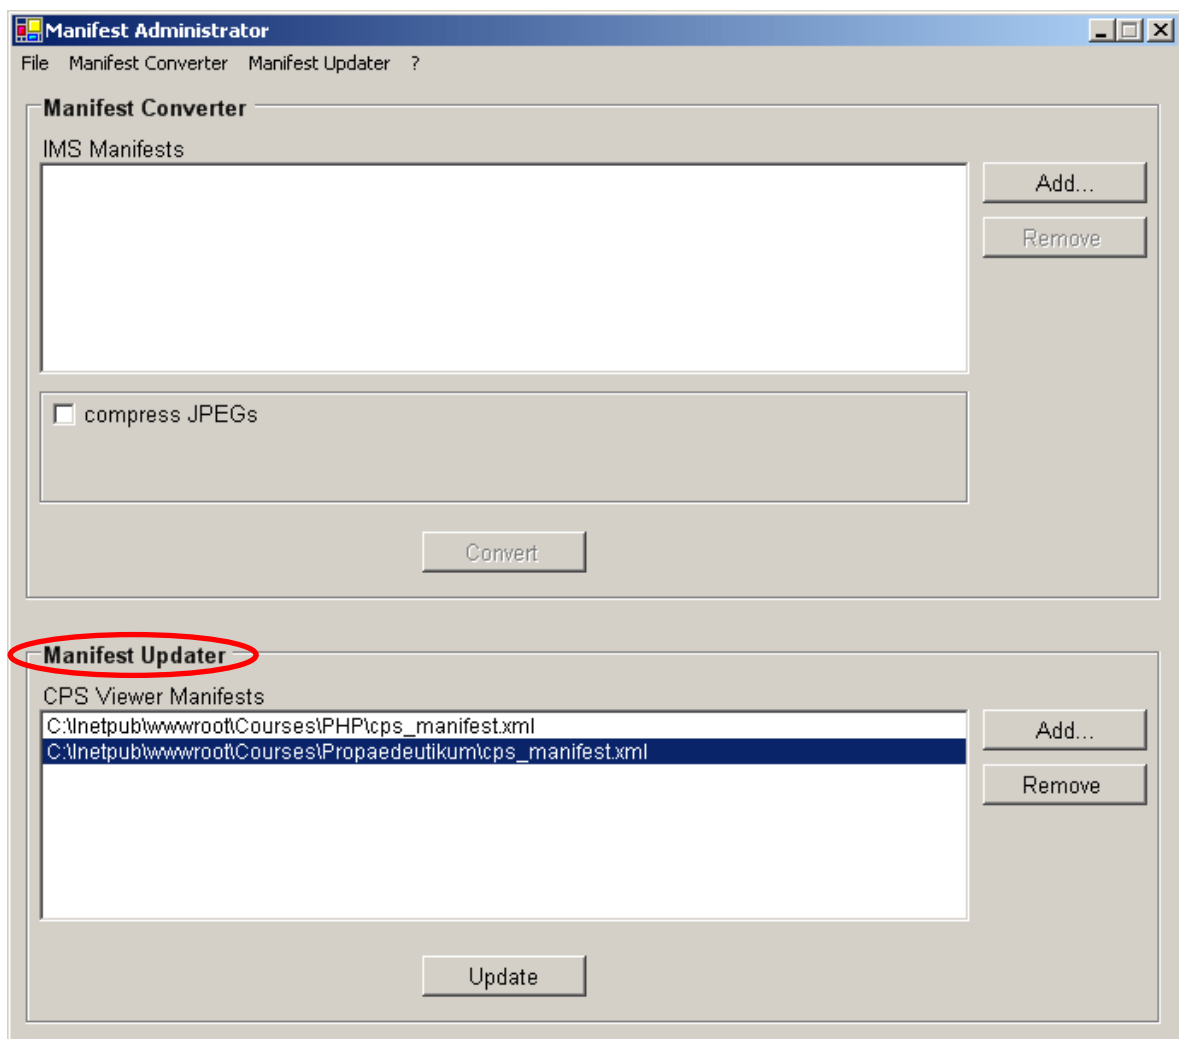 Manifest Administrator
File Manifest Converter Manifest Updater ?
Manifest Converter
IMS Manifests
Add...
Remove
compress JPEGs
Convert
Manifest Updater
CPS Viewer Manifests
C:\Inetpub\wwwroot\Courses\PHP\cps_manifest.xml
C:\Inetpub\wwwroot\Courses\Propaedeutikum\cps_manifest.xml
Add...
Remove
Update